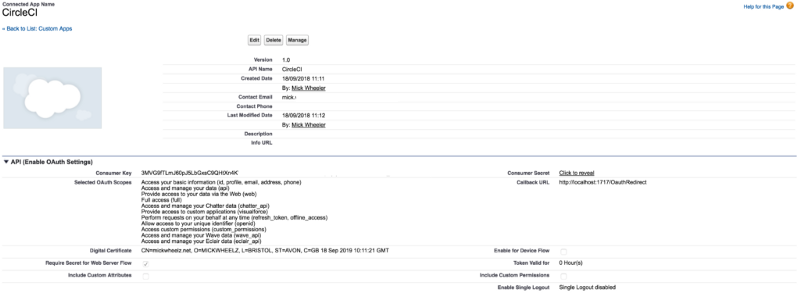 Connected App Name
CircleCI
Help for this Page
« Back to List: Custom Apps
Edit Delete Manage
Version 1.0
API Name CircleCI
Created Date 18/09/2018 11:11
By: Mick Wheeler
Contact Email mick
Contact Phone
Last Modified Date 18/09/2018 11:12
By: Mick Wheeler
Description
Info URL
▼ API (Enable OAuth Settings)
Consumer Key
Consumer Secret Click to reveal
Selected OAuth Scopes Access your basic information (id, profile, email, address, phone)
Callback URL http://localhost:1717/OauthRedirect
Access and manage your data (api)
Provide access to your data via the Web (web)
Full access (full)
Access and manage your Chatter data (chatter_api)
Provide access to custom applications (visualforce)
Perform requests on your behalf at any time (refresh_token, offline_access)
Allow access to your unique identifier (openid)
Access custom permissions (custom_permissions)
Access and manage your Wave data (wave_api)
Access and manage your Eclair data (eclair_api)
Digital Certificate CN=mickwheelz.net, O=MICKWHEELZ, L=BRISTOL, ST=AVON, C=GB 18 Sep 2019 10:11:21 GMT
Enable for Device Flow
Require Secret for Web Server Flow
Token Valid for 0 Hour(s)
Include Custom Attributes
Include Custom Permissions
Enable Single Logout Single Logout disabled